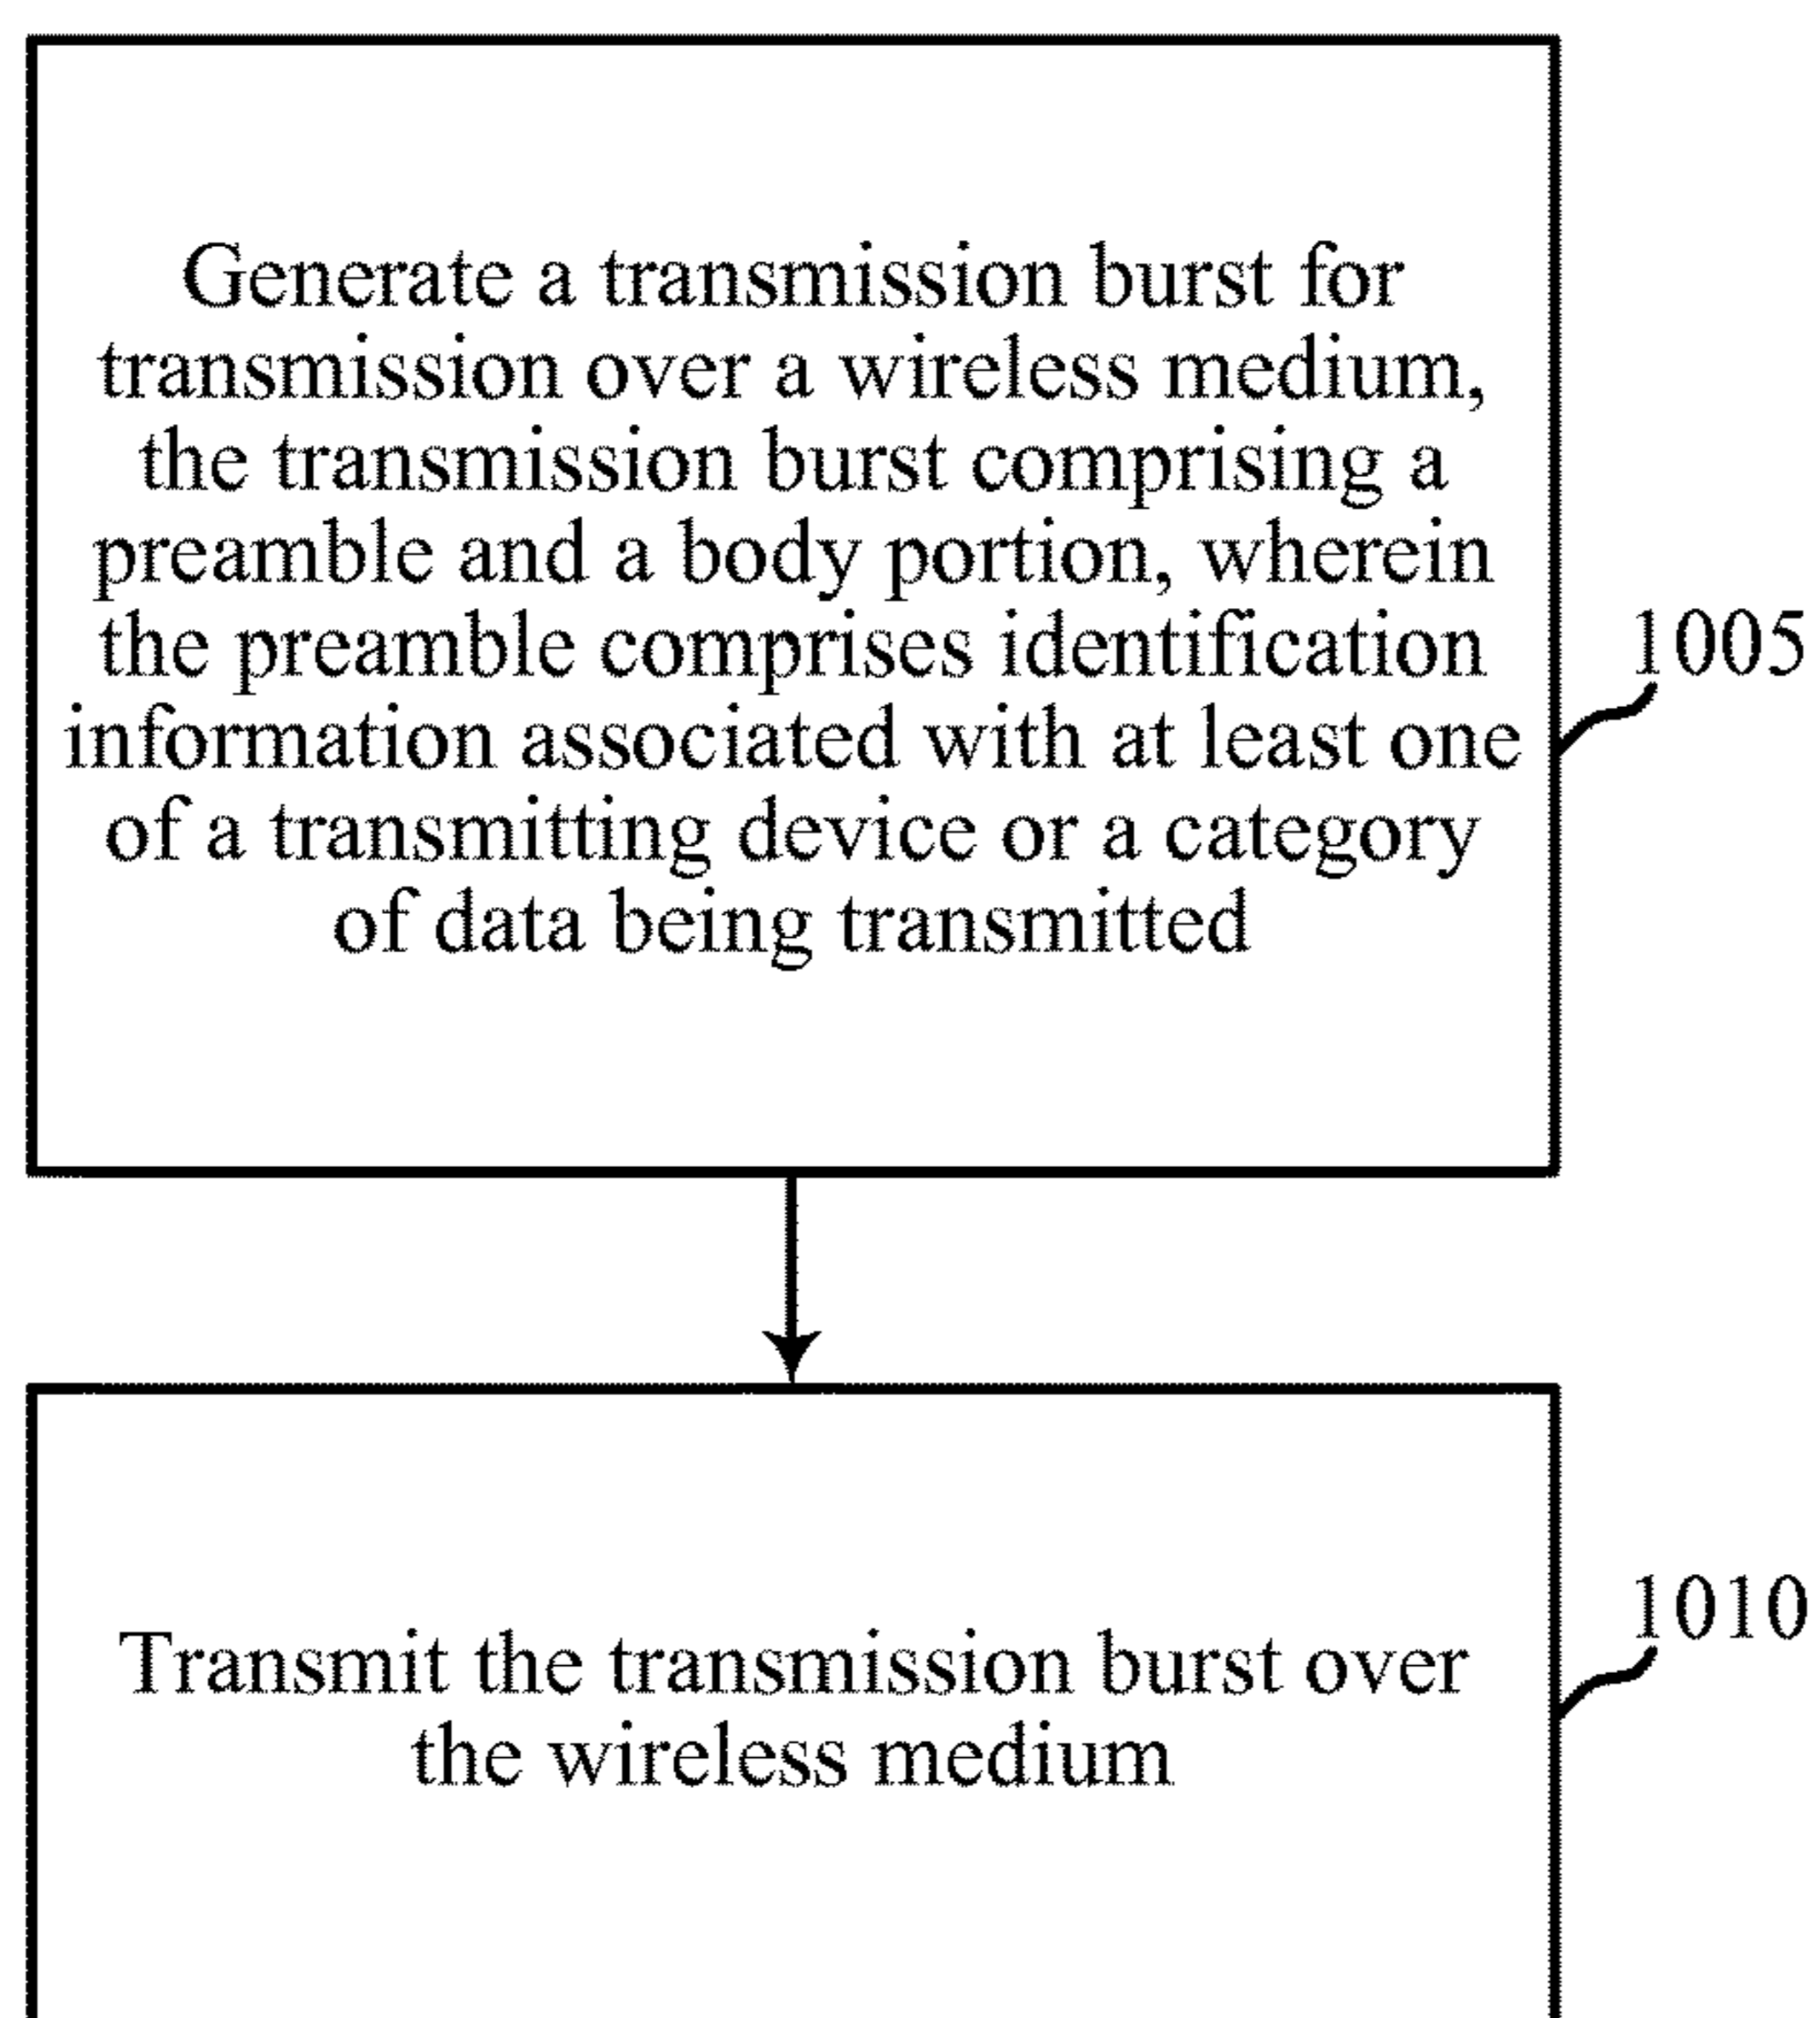 Generate a transmission burst for
transmission over a wireless medium,
the transmission burst comprising a
preamble and a body portion, wherein
the preamble comprises identification
information associated with at least one
of a transmitting device or a category
of data being transmitted
1005
Transmit the transmission burst over
the wireless medium
1010